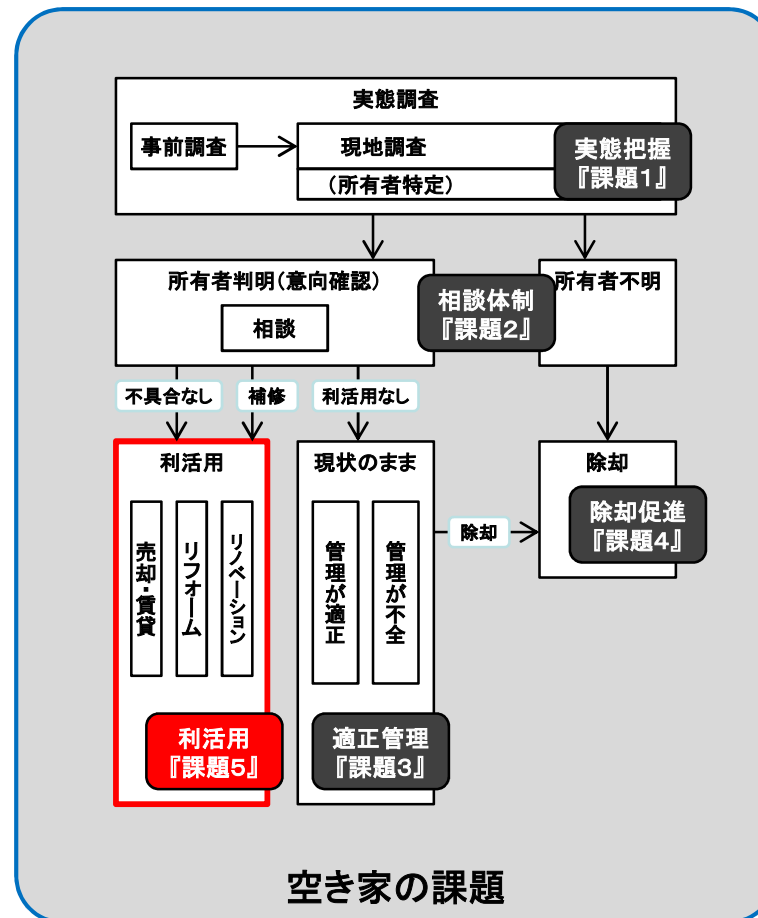 実態調査
事前調査
現地調査
(所有者特定)
実態把握
『課題1』
所有者判明(意向確認)
相談
相談体制
『課題2』
所有者不明
不具合なし
補修
利活用なし
利活用
売却・賃貸
リフォーム
リノベーション
利活用
『課題5』
現状のまま
管理が適正
管理が不全
適正管理
『課題3』
除却
除却
除却促進
『課題4』
空き家の課題